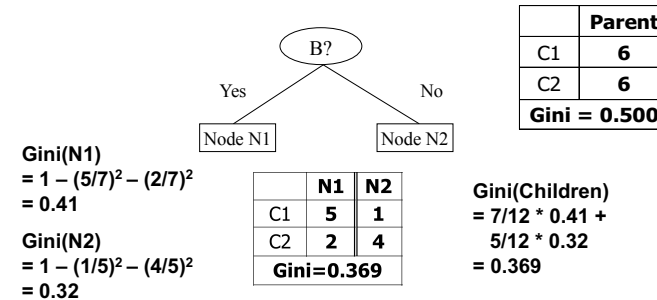 B?
Yes
No
Node N1
Node N2
Parent
C1 6
C2 6
Gini = 0.500
Gini(N1)
= 1 – (5/7)² – (2/7)²
= 0.41
Gini(N2)
= 1 – (1/5)² – (4/5)²
= 0.32
N1 N2
C1 5 1
C2 2 4
Gini=0.369
Gini(Children)
= 7/12 * 0.41 +
5/12 * 0.32
= 0.369